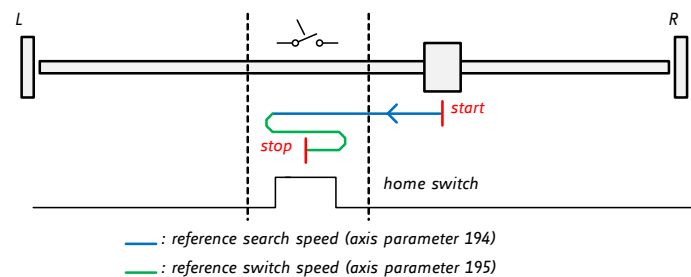 L
R
start
stop
home switch
: reference search speed (axis parameter 194)
: reference switch speed (axis parameter 195)